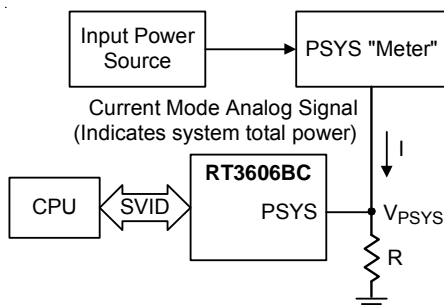 Input Power
Source
PSYS "Meter"
Current Mode Analog Signal
(Indicates system total power)
I
RT3606BC
CPU
SVID
PSYS
VPSYS
R